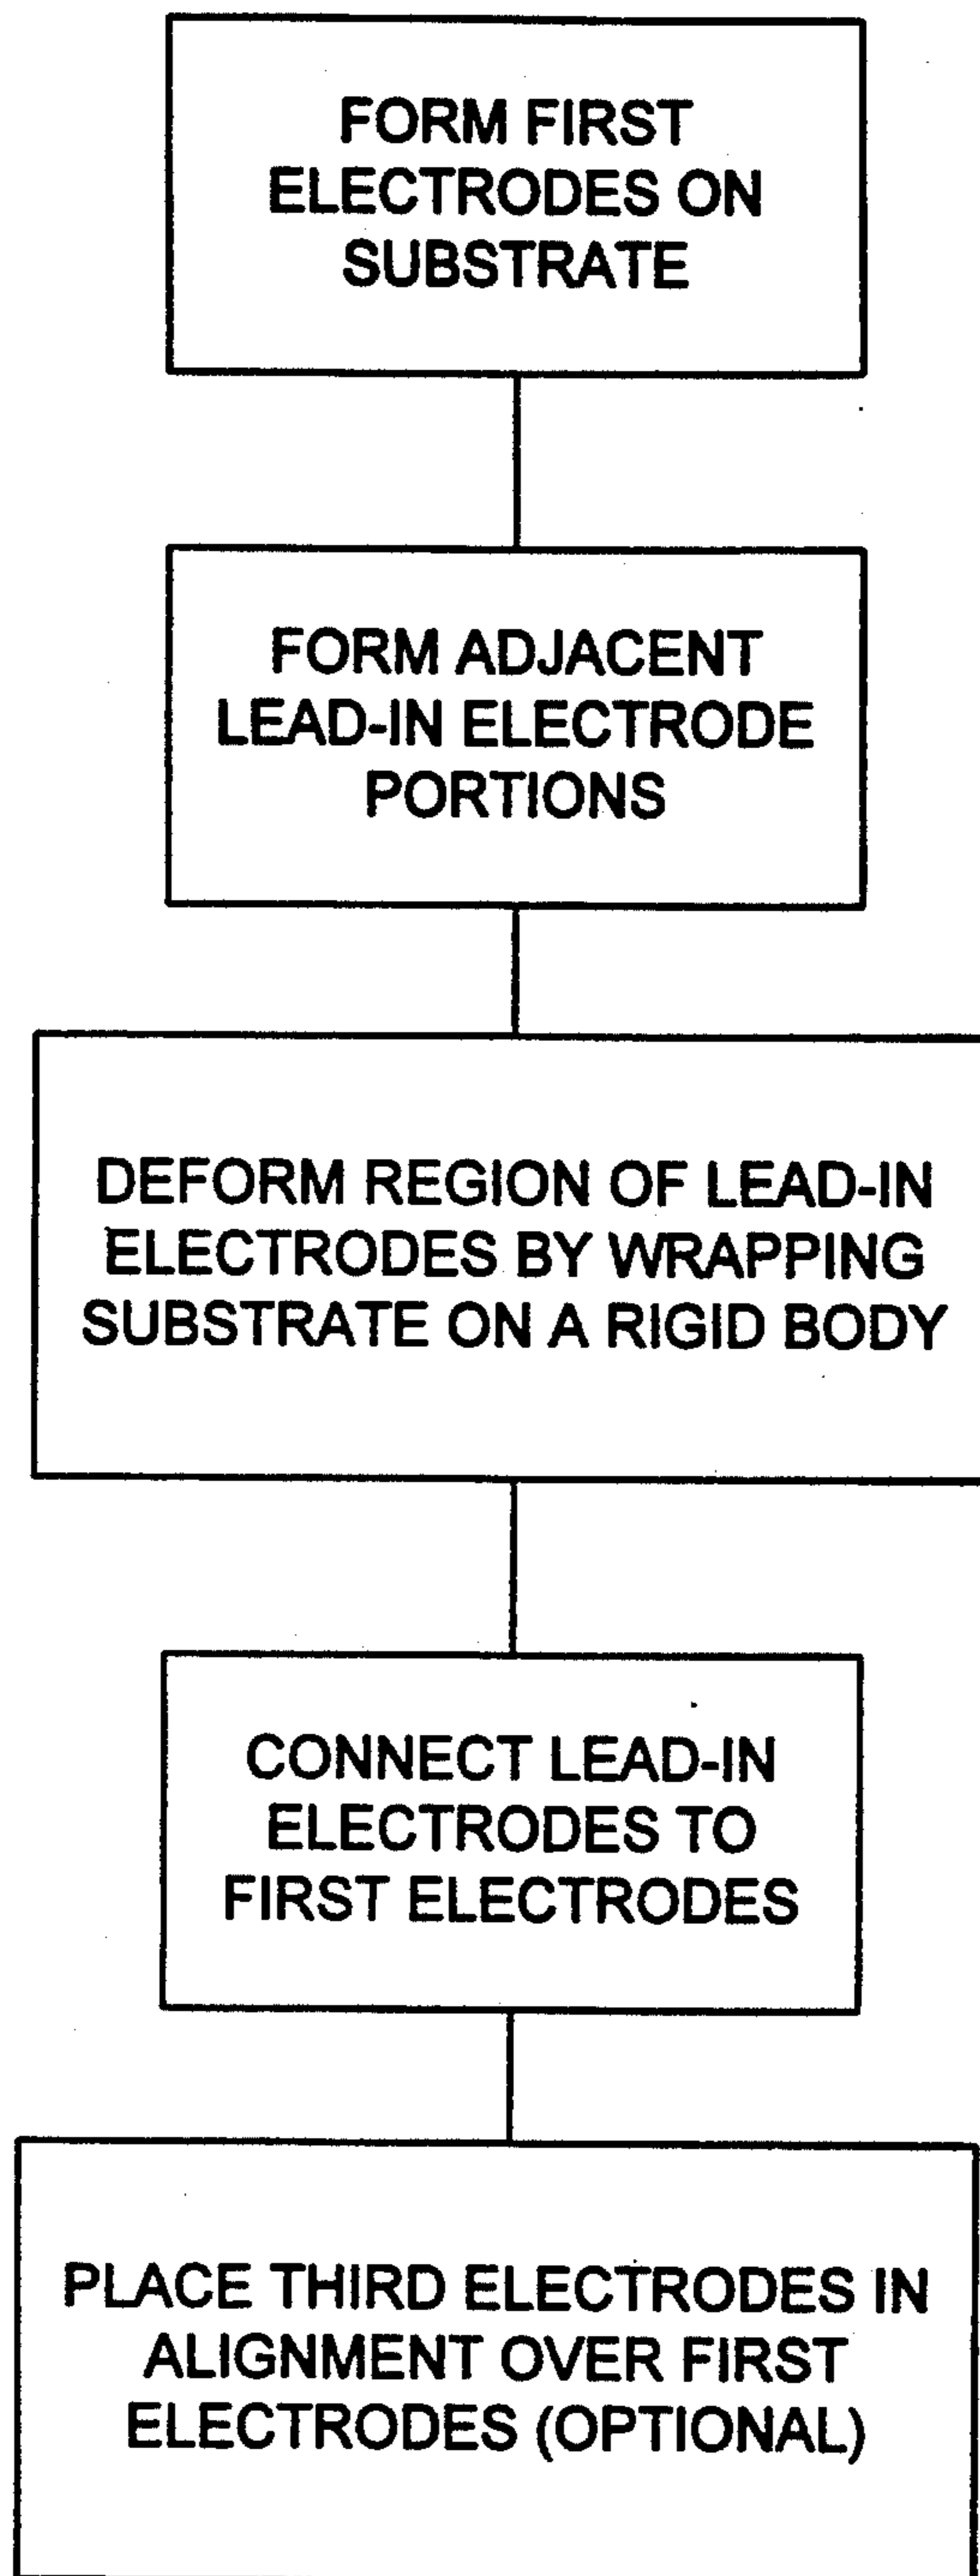 FORM FIRST
ELECTRODES ON
SUBSTRATE
FORM ADJACENT
LEAD-IN ELECTRODE
PORTIONS
DEFORM REGION OF LEAD-IN
ELECTRODES BY WRAPPING
SUBSTRATE ON A RIGID BODY
CONNECT LEAD-IN
ELECTRODES TO
FIRST ELECTRODES
PLACE THIRD ELECTRODES IN
ALIGNMENT OVER FIRST
ELECTRODES (OPTIONAL)